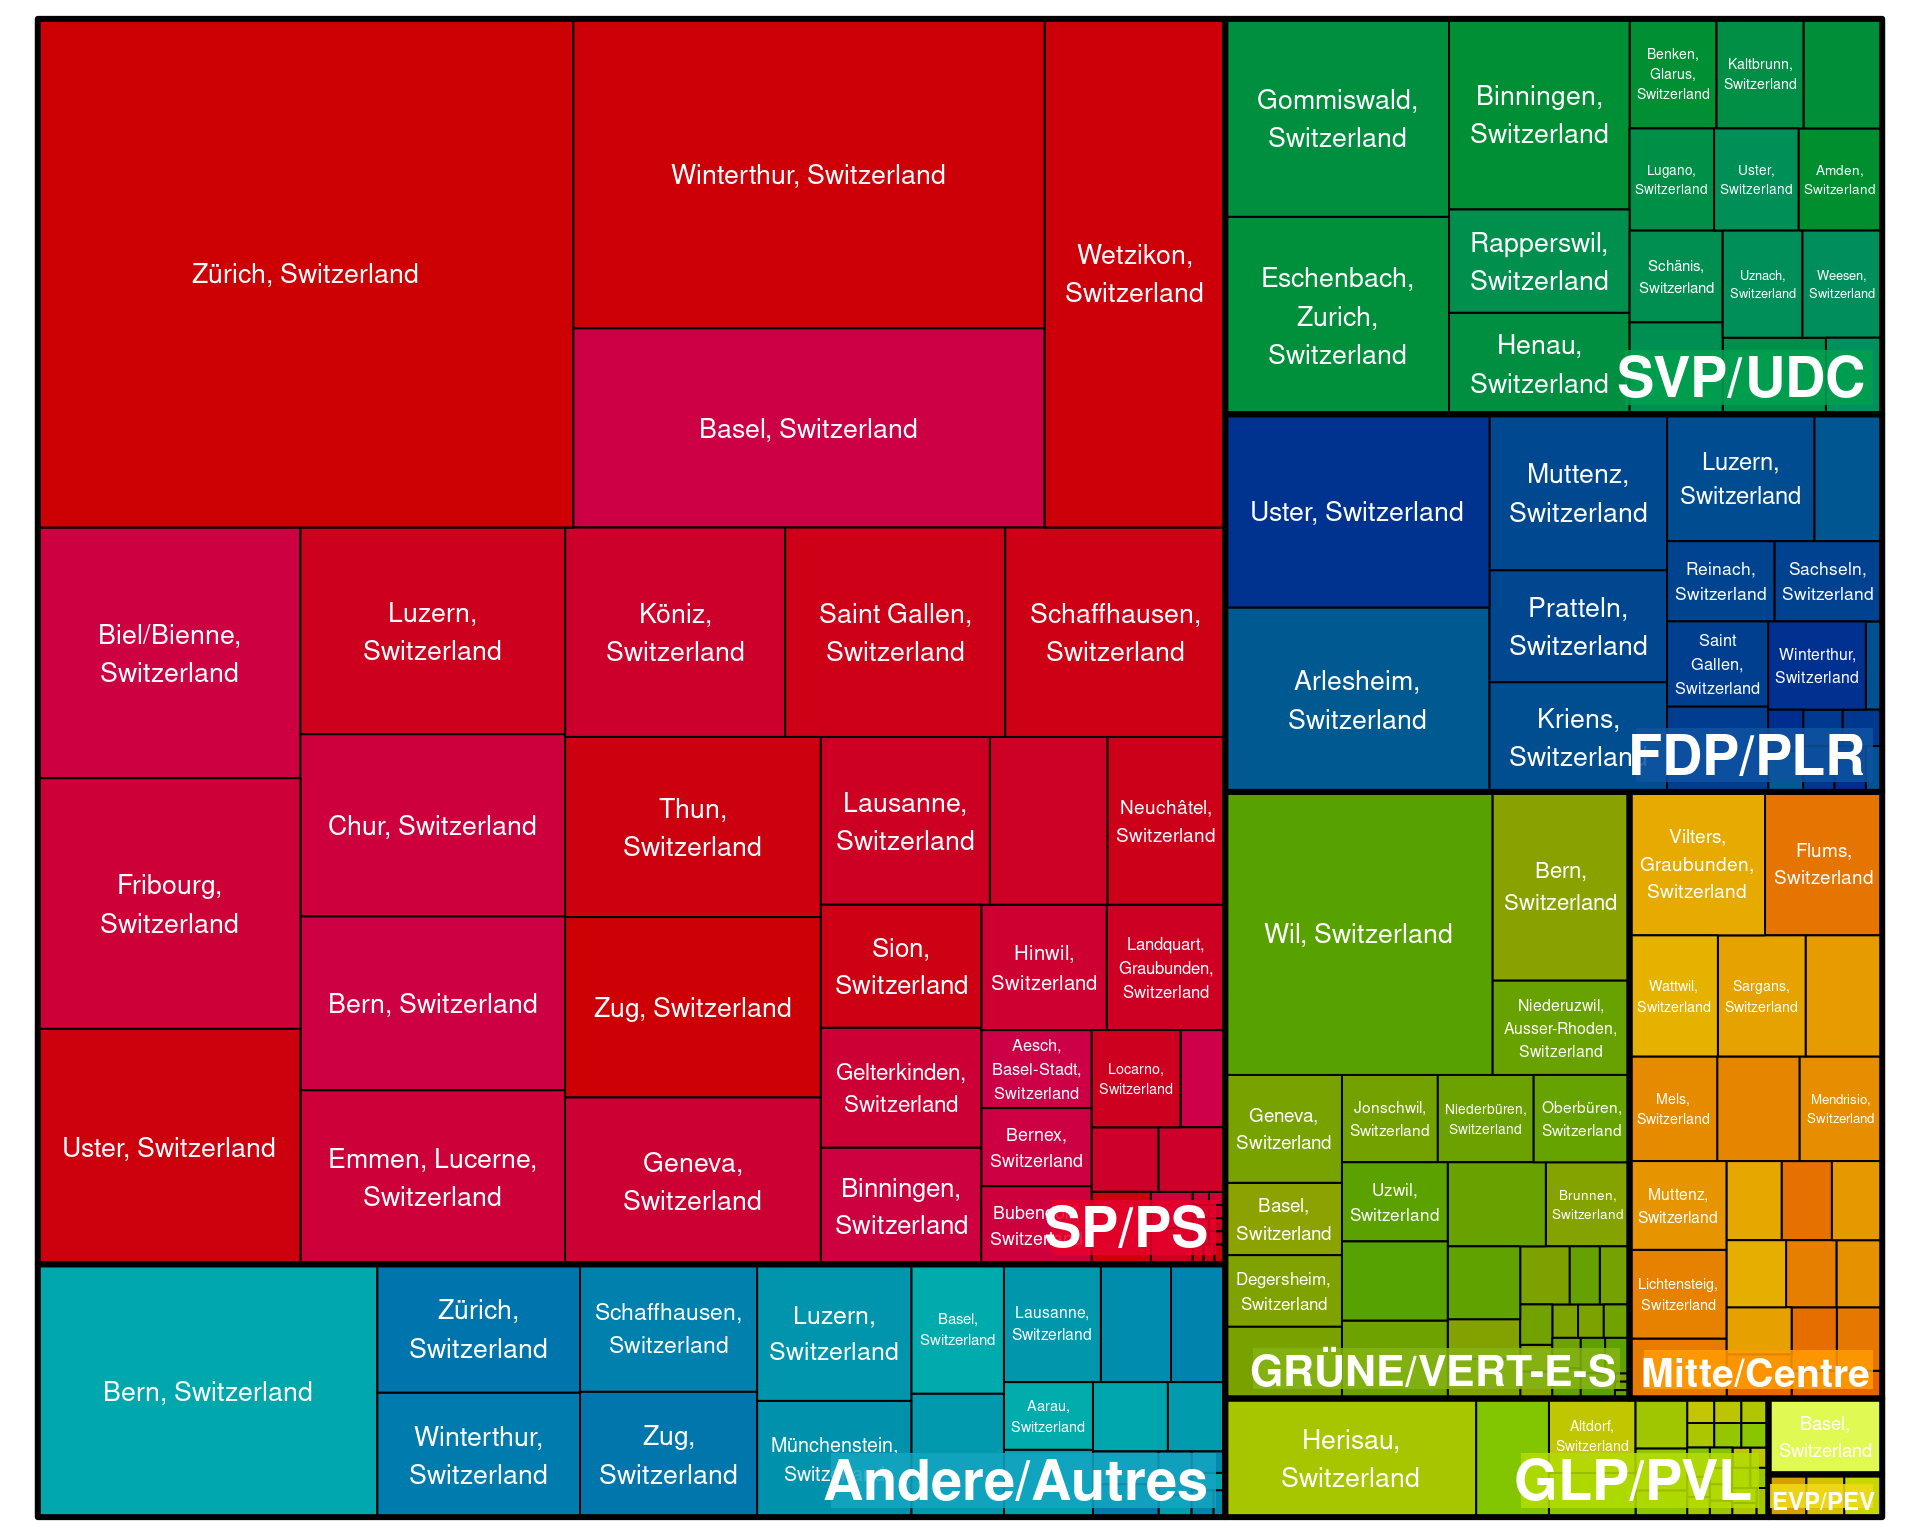 Zürich, Switzerland
Winterthur, Switzerland
Wetzikon,
Switzerland
Basel, Switzerland
Biel/Bienne,
Switzerland
Luzern,
Switzerland
Köniz,
Switzerland
Saint Gallen,
Switzerland
Schaffhausen,
Switzerland
Fribourg,
Switzerland
Chur, Switzerland
Thun,
Switzerland
Lausanne,
Switzerland
Neuchâtel,
Switzerland
Bern, Switzerland
Zug, Switzerland
Sion,
Switzerland
Hinwil,
Switzerland
Landquart,
Graubunden,
Switzerland
Uster, Switzerland
Emmen, Lucerne,
Switzerland
Geneva,
Switzerland
Gelterkinden,
Switzerland
Aesch,
Basel-Stadt,
Switzerland
Locarno,
Switzerland
Bernex,
Switzerland
Binningen,
Switzerland
SP/PS
Bern, Switzerland
Zürich,
Switzerland
Schaffhausen,
Switzerland
Luzern,
Switzerland
Basel,
Switzerland
Lausanne,
Switzerland
Winterthur,
Switzerland
Zug,
Switzerland
Münchenstein,
Aarau,
Switzerland
Andere/Autres
Gommiswald,
Switzerland
Binningen,
Switzerland
Benken,
Glarus,
Switzerland
Kaltbrunn,
Switzerland
Lugano,
Switzerland
Uster,
Switzerland
Amden,
Switzerland
Eschenbach,
Zurich,
Switzerland
Rapperswil,
Switzerland
Schänis,
Switzerland
Uznach,
Switzerland
Weesen,
Switzerland
Henau,
Switzerland
SVP/UDC
Uster, Switzerland
Muttenz,
Switzerland
Luzern,
Switzerland
Reinach,
Switzerland
Sachseln,
Switzerland
Arlesheim,
Switzerland
Pratteln,
Switzerland
Saint
Gallen,
Switzerland
Winterthur,
Switzerland
Kriens,
Switzerland
FDP/PLR
Wil, Switzerland
Bern,
Switzerland
Niederuzwil,
Ausser-Rhoden,
Switzerland
Geneva,
Switzerland
Jonschwil,
Switzerland
Niederbüren,
Switzerland
Oberbüren,
Switzerland
Basel,
Switzerland
Uzwil,
Switzerland
Brunnen,
Switzerland
Degersheim,
Switzerland
GRÜNE/VERT-E-S
Vilters,
Graubunden,
Switzerland
Flums,
Switzerland
Wattwil,
Switzerland
Sargans,
Switzerland
Mels,
Switzerland
Mendrisio,
Switzerland
Muttenz,
Switzerland
Lichtensteig,
Switzerland
Mitte/Centre
Herisau,
Switzerland
Altdorf,
Switzerland
GLP/PVL
Basel,
Switzerland
EVP/PEV